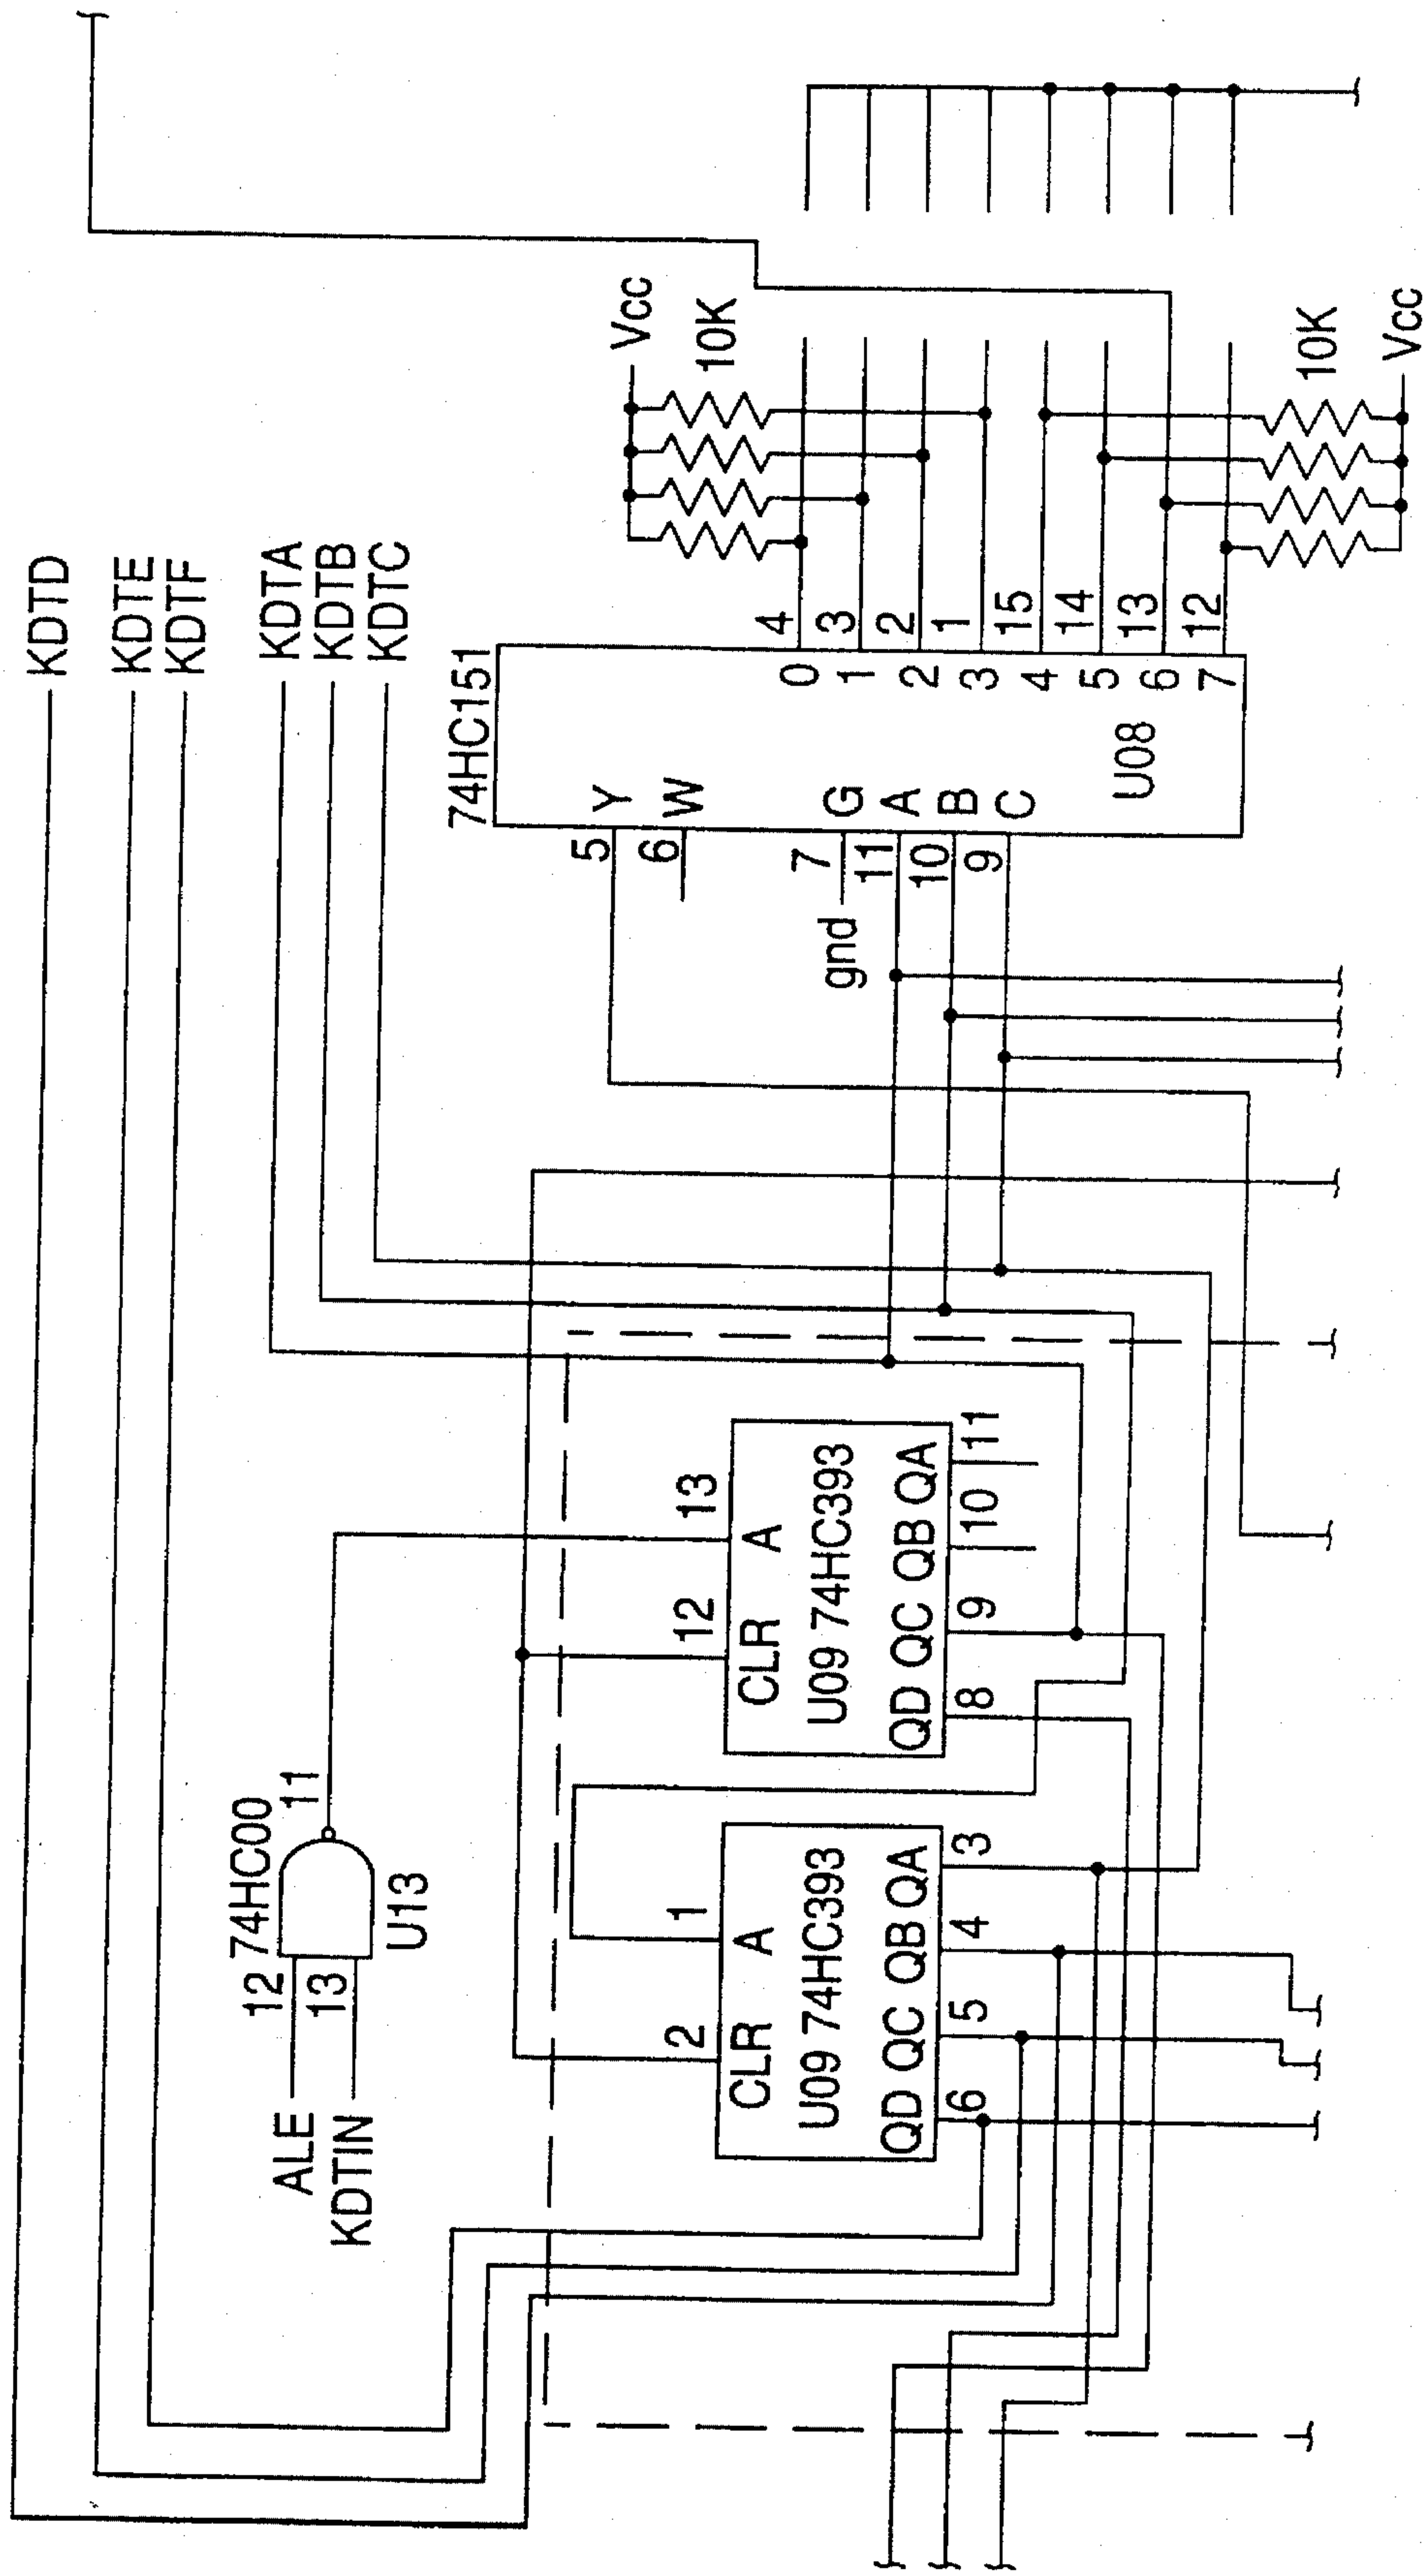 KDTD
KDTE
KDTF
KDTA
KDTB
KDTC
Vcc
10K
10K
Vcc
74HC151
4
3
2
1
15
14
13
12
0
1
2
3
4
5
6
7
Y
W
G
A
B
C
U08
5
6
7
11
10
9
gnd
13
A
12
CLR
U09 74HC393
QD QC QB QA
11
10
9
8
74HC00
11
12
13
U13
ALE
KDTIN
1
A
2
CLR
U09 74HC393
QD QC QB QA
3
4
5
6